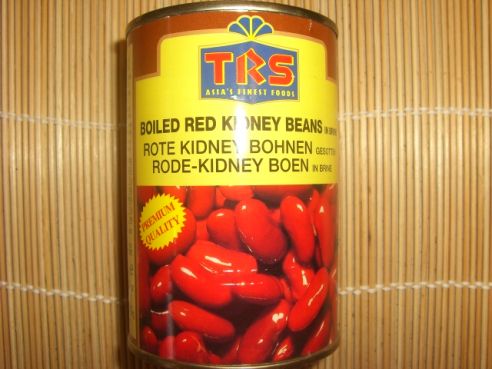 TRS
ASIA'S FINEST FOODS
BOILED RED KIDNEY BEANS IN BRINE
ROTE KIDNEY BOHNEN GESOTTEN
RODE-KIDNEY BOEN IN BRINE
PREMIUM
QUALITY